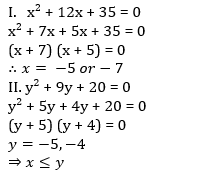 I. x² + 12x + 35 = 0
x² + 7x + 5x + 35 = 0
(x + 7) (x + 5) = 0
∴ x = −5 or − 7
II. y² + 9y + 20 = 0
y² + 5y + 4y + 20 = 0
(y + 5) (y + 4) = 0
y = −5, −4
⇒ x ≤ y